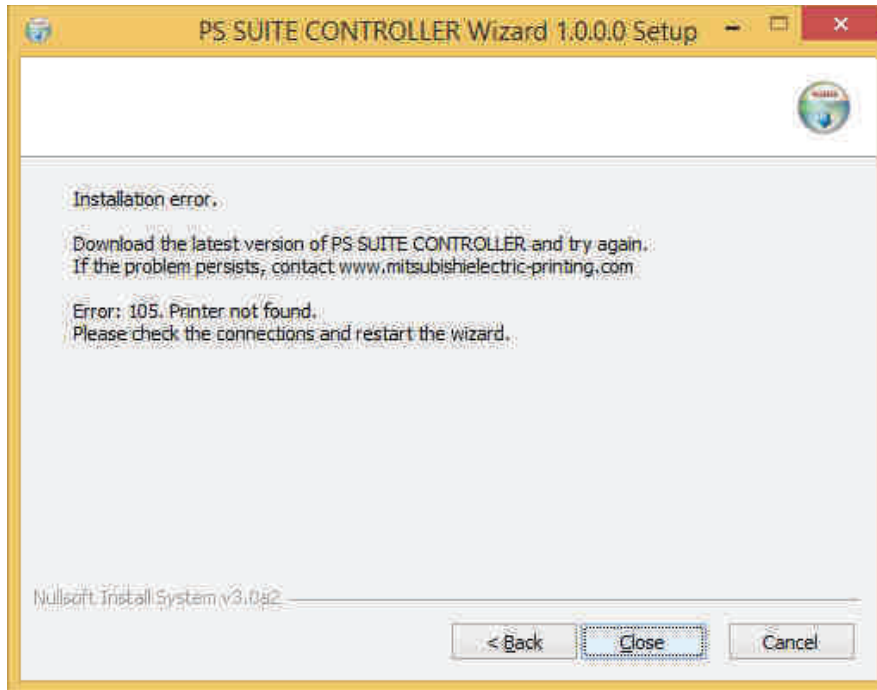 PS SUITE CONTROLLER Wizard 1.0.0.0 Setup
Installation error.
Download the latest version of PS SUITE CONTROLLER and try again.
If the problem persists, contact www.mitsubishielectric-printing.com
Error: 105. Printer not found.
Please check the connections and restart the wizard.
Nullsoft Install System v3.0a2
< Back
Close
Cancel